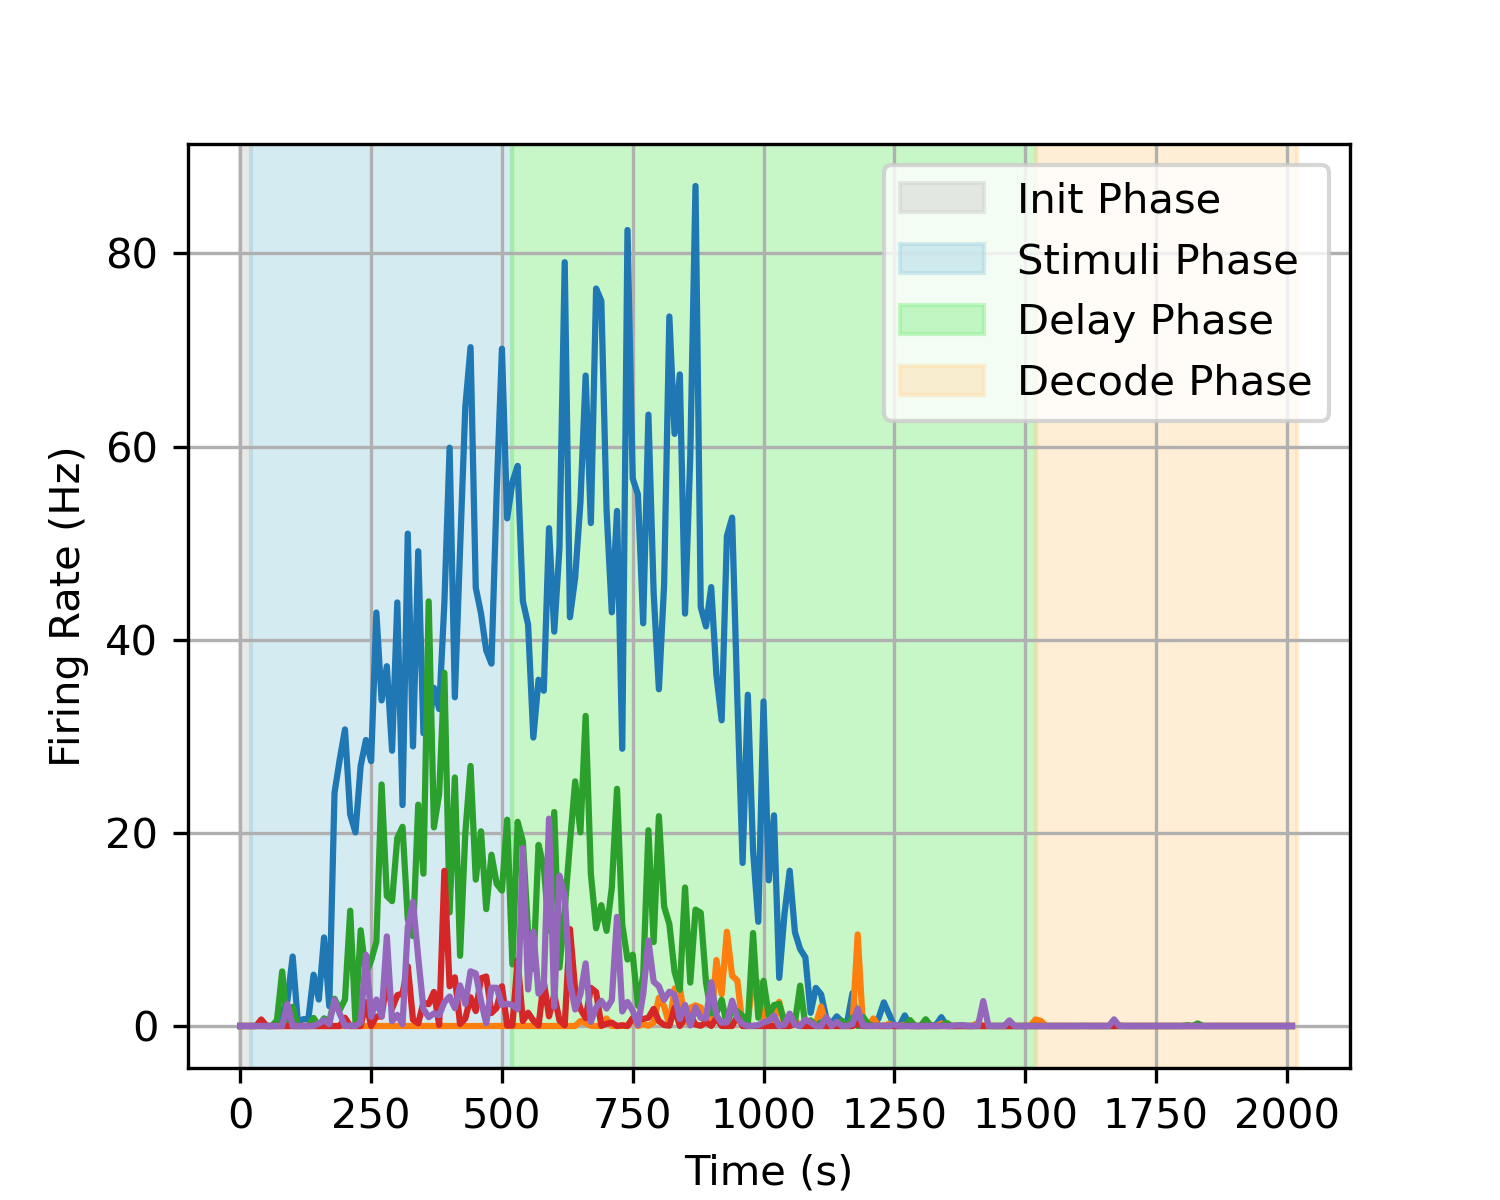 Init Phase
Stimuli Phase
Delay Phase
Decode Phase
80
60
40
20
0
Firing Rate (Hz)
0 250 500 750 1000 1250 1500 1750 2000
Time (s)